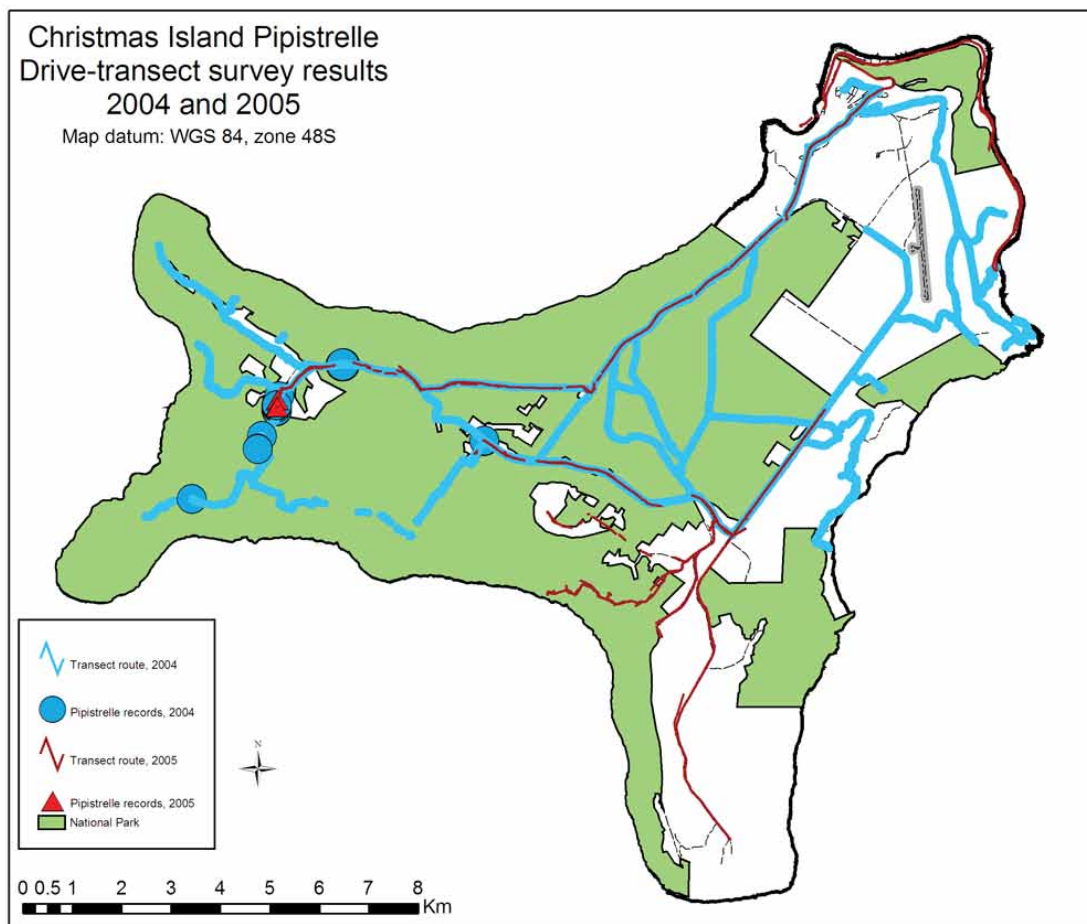 Christmas Island Pipistrelle
Drive-transect survey results
2004 and 2005
Map datum: WGS 84, zone 48S
Transect route, 2004
Pipistrelle records, 2004
Transect route, 2005
Pipistrelle records, 2005
National Park
N
0 0.5 1 2 3 4 5 6 7 8
Km